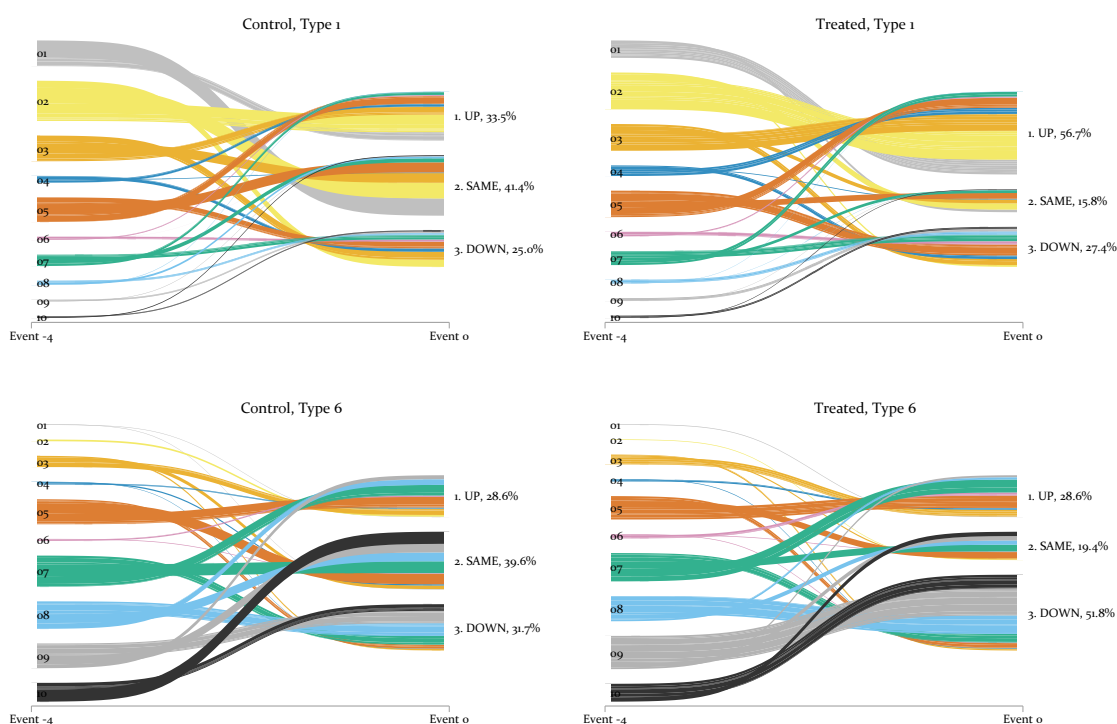 Control, Type 1
01
02
03
04
05
06
07
08
09
10
1. UP, 33.5%
2. SAME, 41.4%
3. DOWN, 25.0%
Event -4
Event 0
Treated, Type 1
01
02
03
04
05
06
07
08
09
10
1. UP, 56.7%
2. SAME, 15.8%
3. DOWN, 27.4%
Event -4
Event 0
Control, Type 6
01
02
03
04
05
06
07
08
09
10
1. UP, 28.6%
2. SAME, 39.6%
3. DOWN, 31.7%
Event -4
Event 0
Treated, Type 6
01
02
03
04
05
06
07
08
09
10
1. UP, 28.6%
2. SAME, 19.4%
3. DOWN, 51.8%
Event -4
Event 0